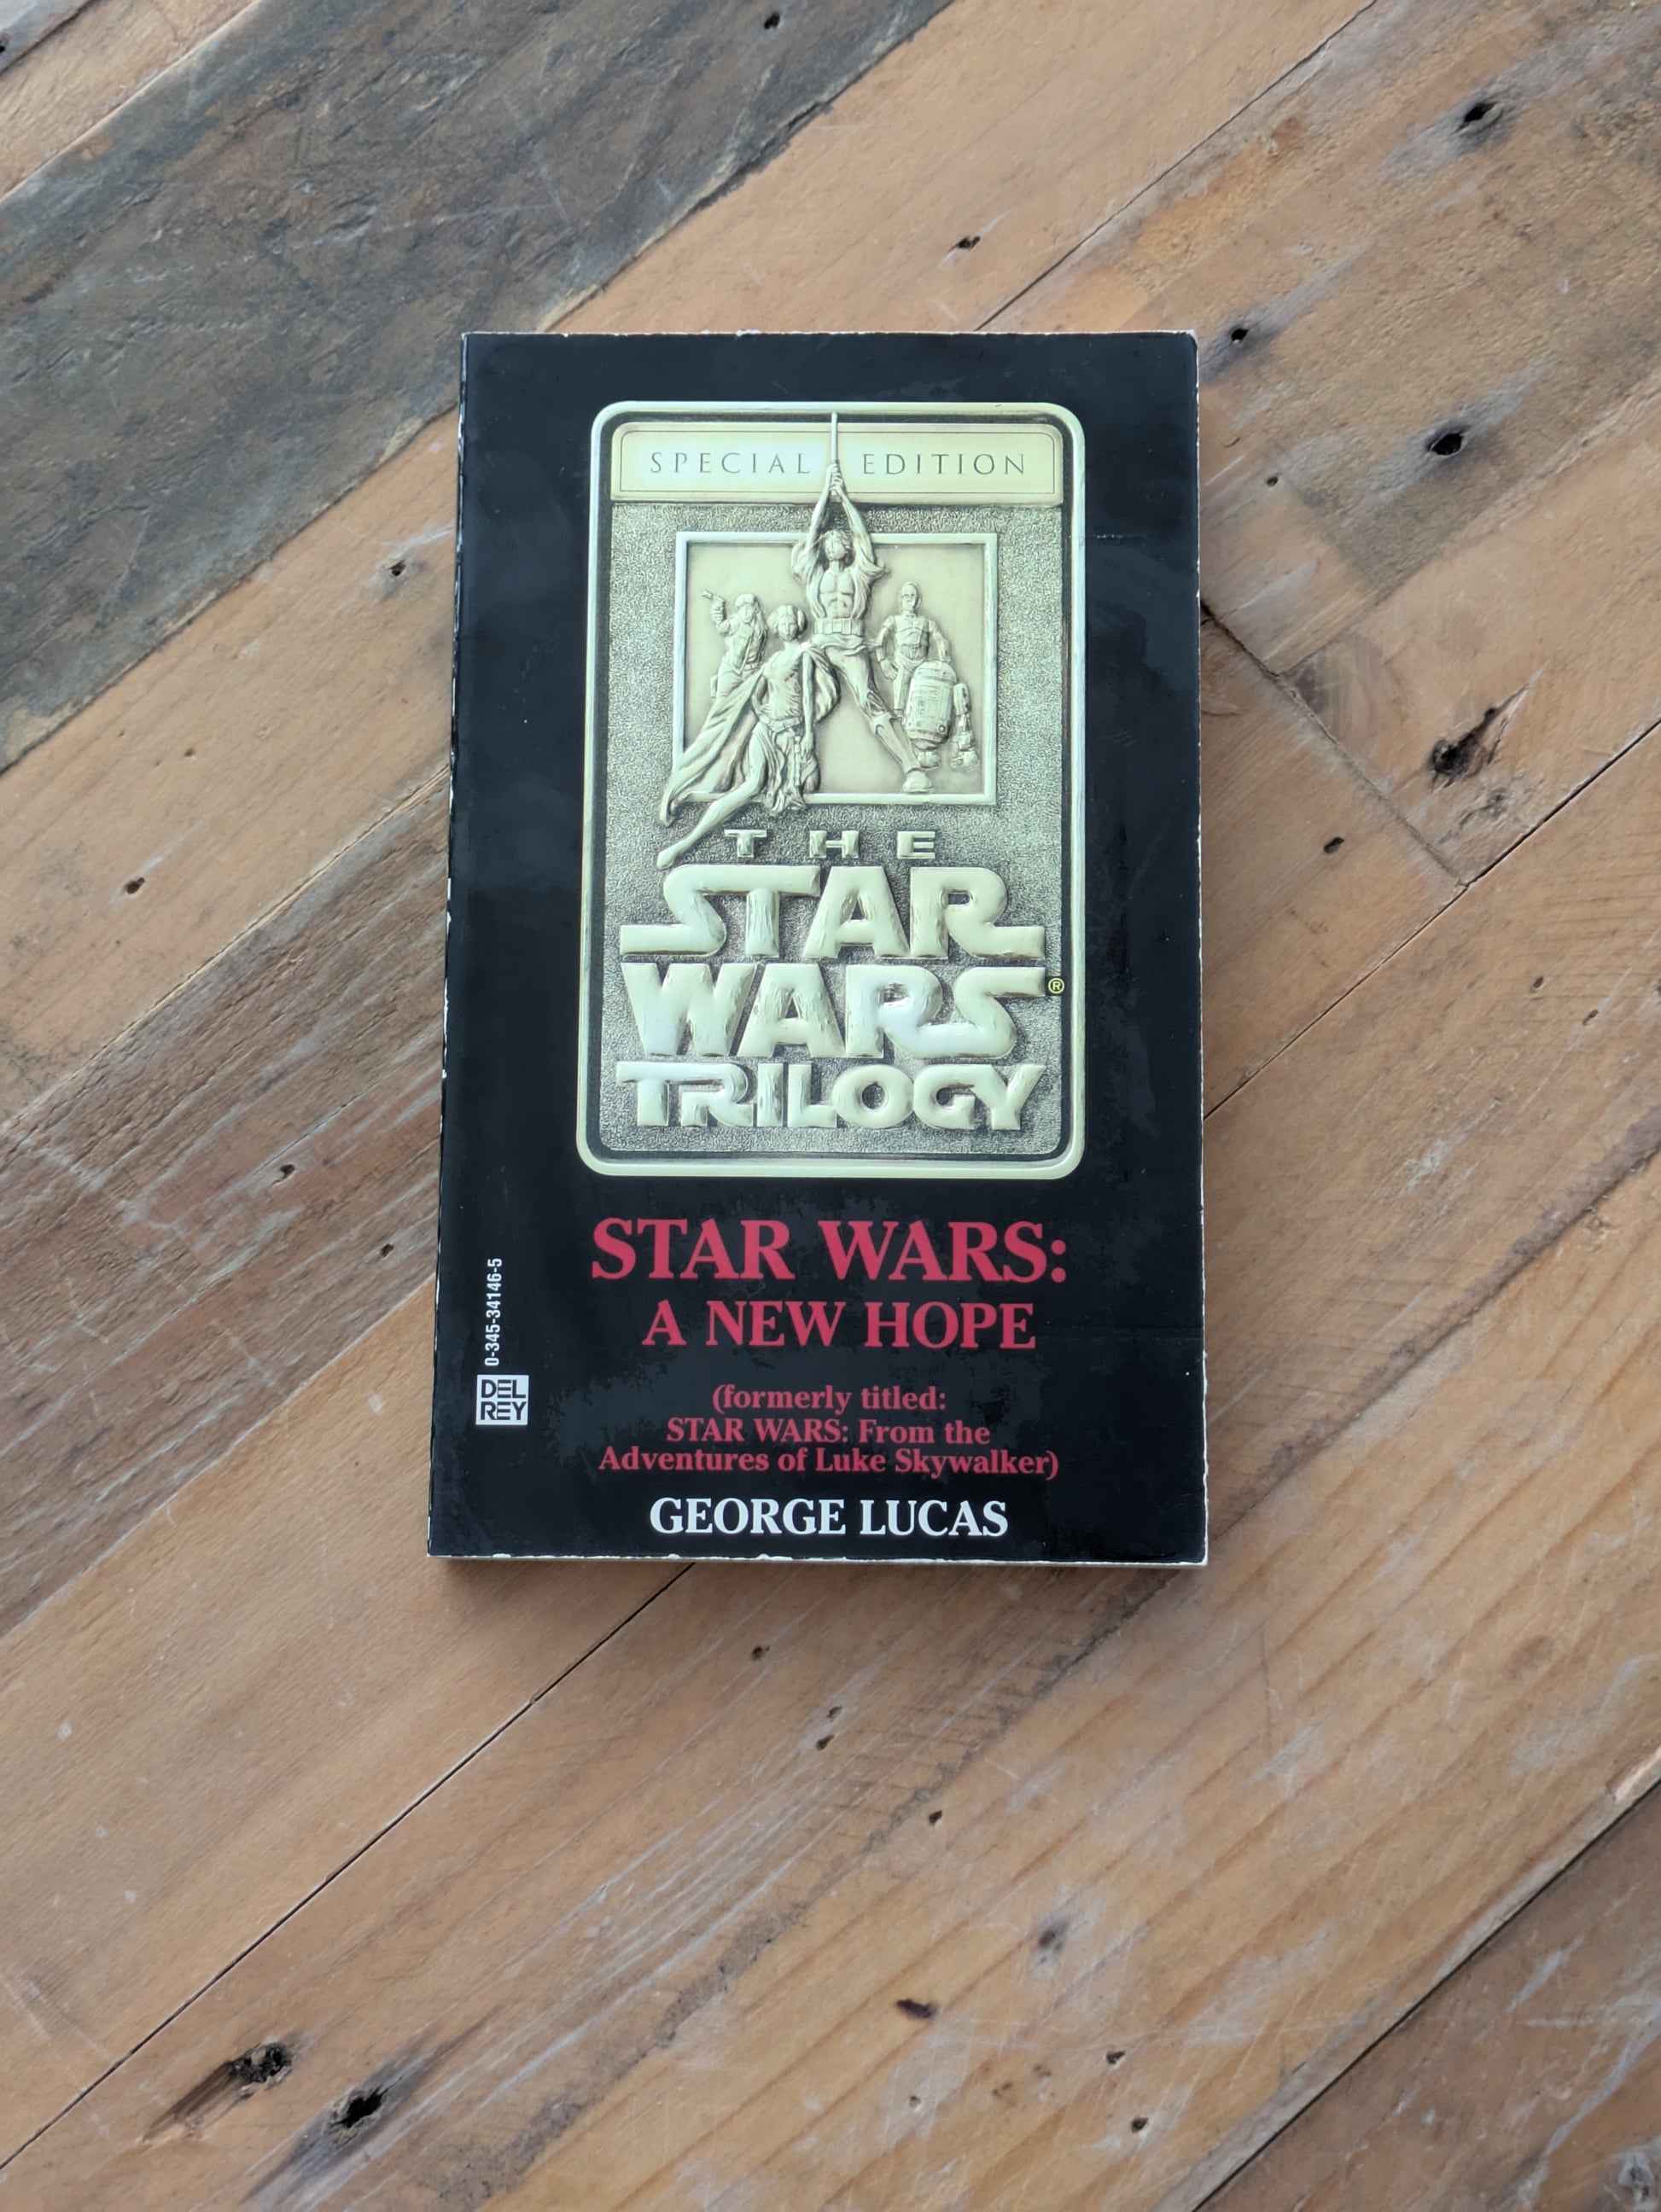 SPECIAL EDITION
THE
STAR
WARS®
TRILOGY
STAR WARS:
A NEW HOPE
(formerly titled:
STAR WARS: From the
Adventures of Luke Skywalker)
GEORGE LUCAS
0-345-34146-5
DEL
REY